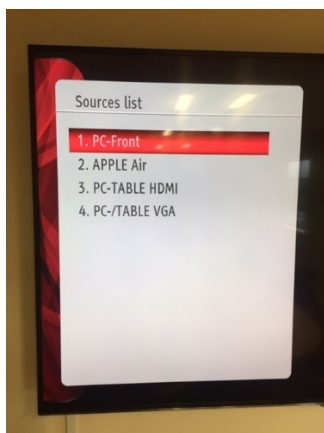 Sources list
1. PC-Front
2. APPLE Air
3. PC-TABLE HDMI
4. PC-/TABLE VGA